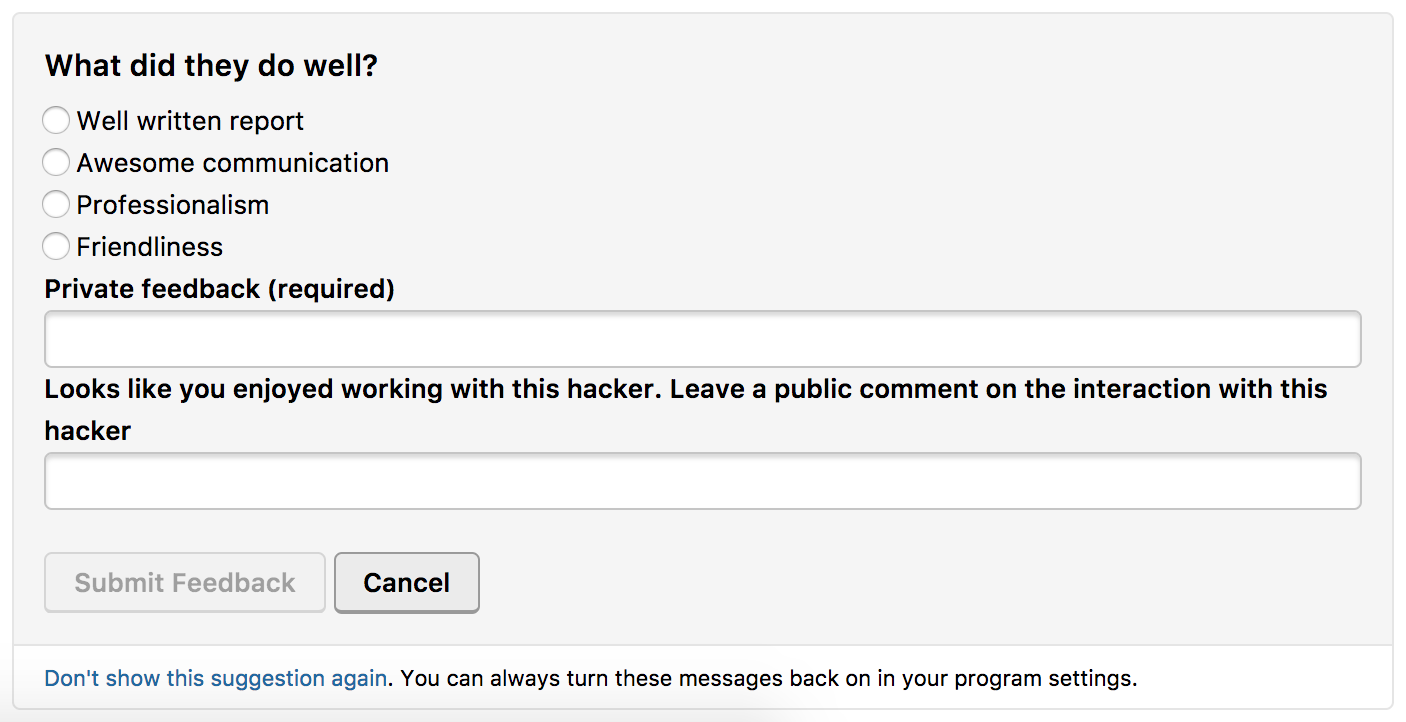 What did they do well?
Well written report
Awesome communication
Professionalism
Friendliness
Private feedback (required)
Looks like you enjoyed working with this hacker. Leave a public comment on the interaction with this
hacker
Submit Feedback
Cancel
Don't show this suggestion again. You can always turn these messages back on in your program settings.